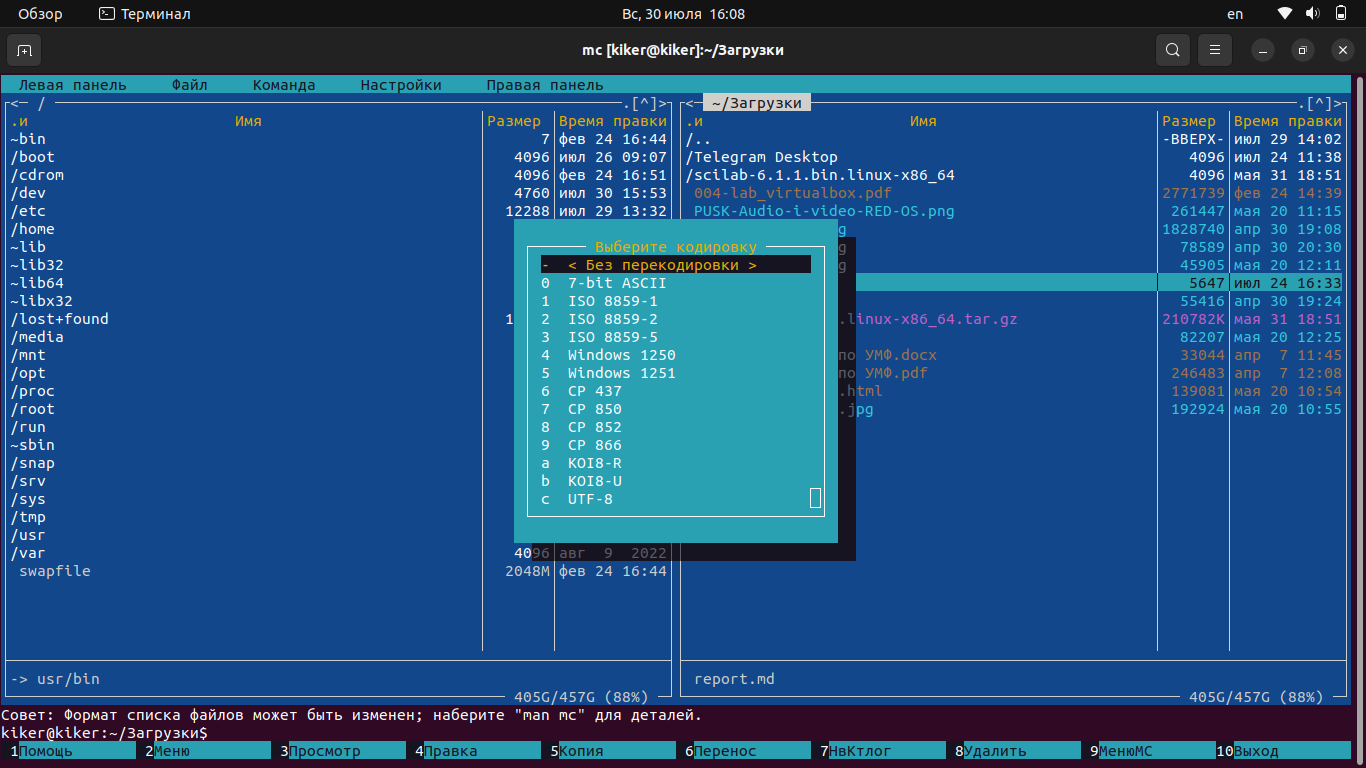 Обзор Терминал Вс, 30 июля 16:08 en
mc [kiker@kiker]:~/Загрузки
Левая панель Файл Команда Настройки Правая панель
<- / .[^]> <- ~/Загрузки .[^]>
.и Имя Размер Время правки .и Имя Размер Время правки
~bin 7 фев 24 16:44 /.. -ВВЕРХ- июл 29 14:02
/boot 4096 июл 26 09:07 /Telegram Desktop 4096 июл 24 11:38
/cdrom 4096 фев 24 16:51 /scilab-6.1.1.bin.linux-x86_64 4096 мая 31 18:51
/dev 4760 июл 30 15:53 004-lab_virtualbox.pdf 2771739 фев 24 14:39
/etc 12288 июл 29 13:32 PUSK-Audio-i-video-RED-OS.png 261447 мая 20 11:15
/home g 1828740 апр 30 19:08
~lib Выберите кодировку g 78589 апр 30 20:30
~lib32 - < Без перекодировки > g 45905 мая 20 12:11
~lib64 0 7-bit ASCII 5647 июл 24 16:33
~libx32 1 ISO 8859-1 55416 апр 30 19:24
/lost+found 1 2 ISO 8859-2 .linux-x86_64.tar.gz 210782K мая 31 18:51
/media 3 ISO 8859-5 82207 мая 20 12:25
/mnt 4 Windows 1250 по УМФ.docx 33044 апр 7 11:45
/opt 5 Windows 1251 по УМФ.pdf 246483 апр 7 12:08
/proc 6 CP 437 .html 139081 мая 20 10:54
/root 7 CP 850 .jpg 192924 мая 20 10:55
/run 8 CP 852
~sbin 9 CP 866
/snap a KOI8-R
/srv b KOI8-U
/sys c UTF-8
/tmp
/usr
/var 4096 авг 9 2022
swapfile 2048M фев 24 16:44
-> usr/bin report.md
405G/457G (88%) 405G/457G (88%)
Совет: Формат списка файлов может быть изменен; наберите "man mc" для деталей.
kiker@kiker:~/Загрузки$
1Помощь 2Меню 3Просмотр 4Правка 5Копия 6Перенос 7НвКтлог 8Удалить 9МенюMC 10Выход